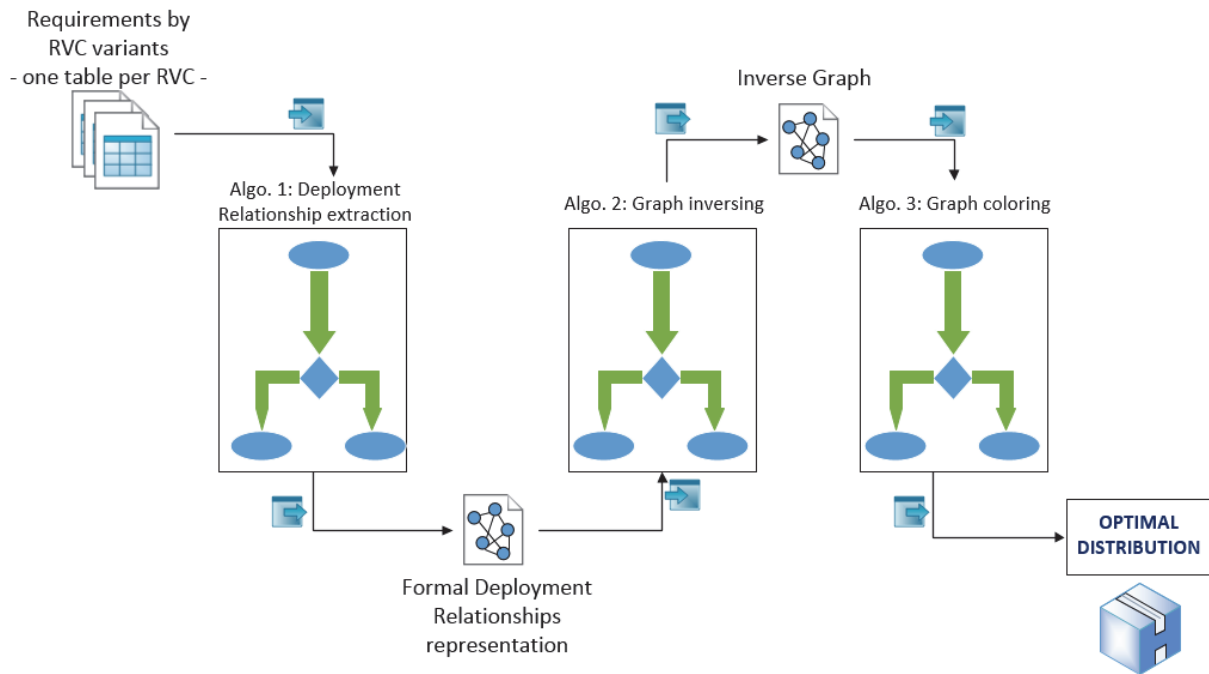 Requirements by
RVC variants
- one table per RVC -
Inverse Graph
Algo. 1: Deployment
Relationship extraction
Algo. 2: Graph inversing
Algo. 3: Graph coloring
Formal Deployment
Relationships
representation
OPTIMAL
DISTRIBUTION